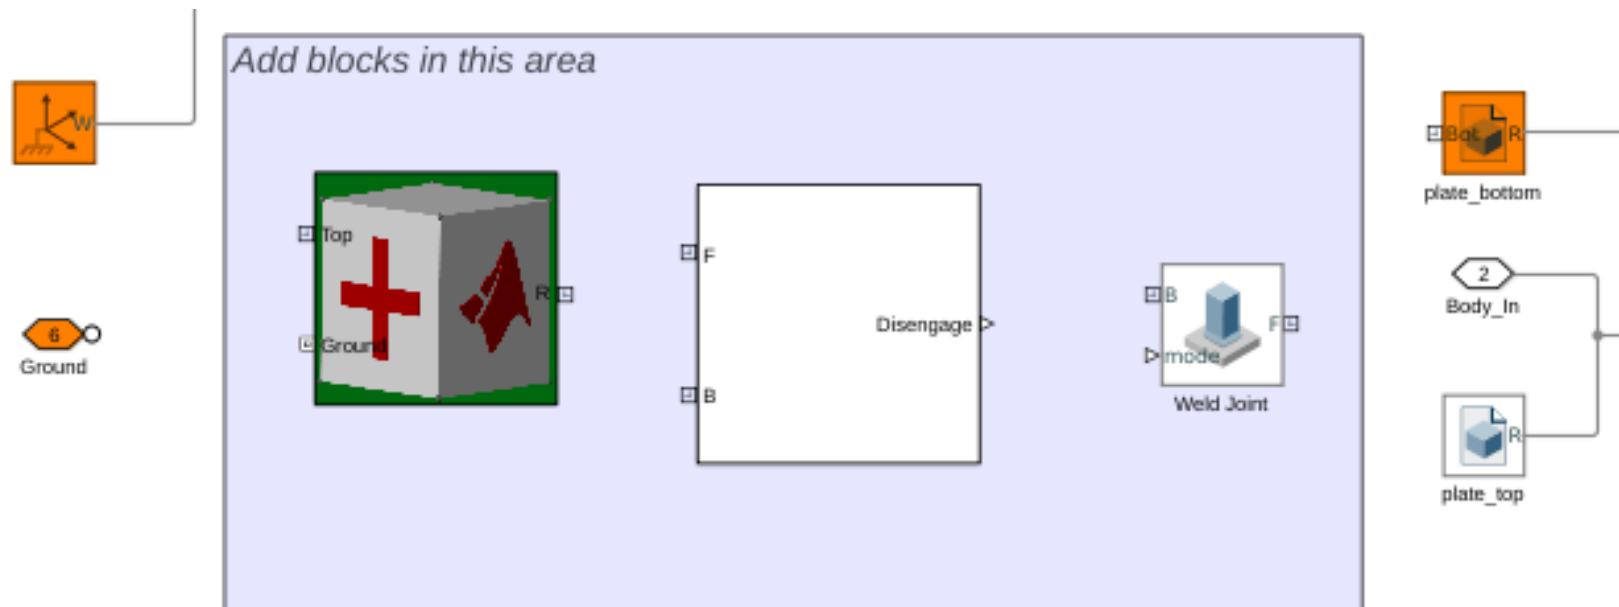 Add blocks in this area
W
6
Ground
Top
R
Ground
F
B
Disengage
B
mode
F
Weld Joint
Bot
R
plate_bottom
2
Body_In
R
plate_top